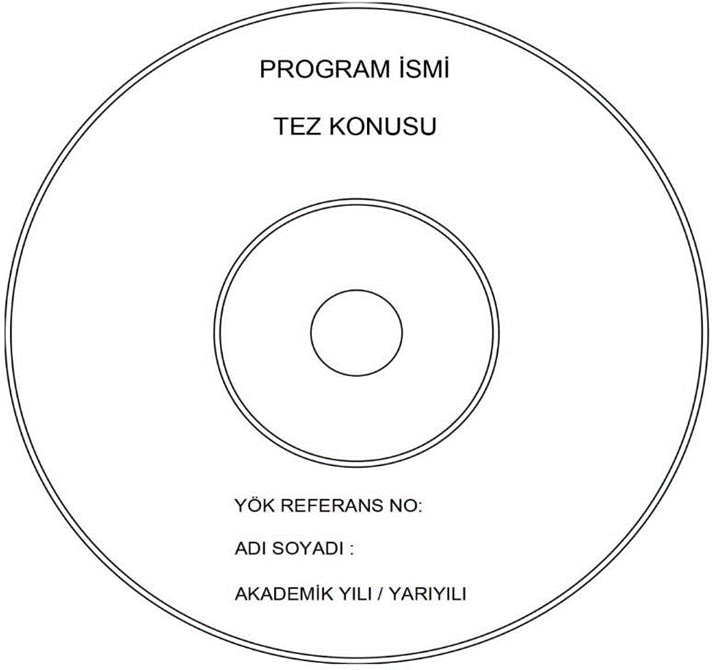 PROGRAM İSMİ
TEZ KONUSU
YÖK REFERANS NO:
ADI SOYADI :
AKADEMİK YILI / YARIYILI